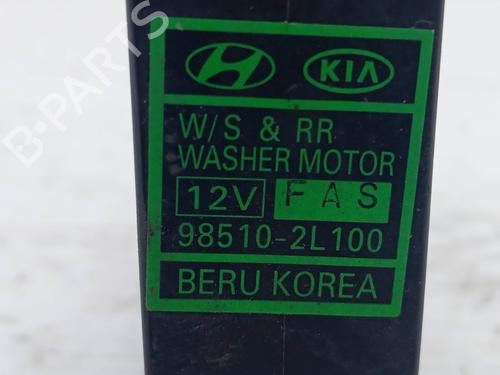 KIA
W/S & RR
WASHER MOTOR
12V FAS
98510-2L100
BERU KOREA
B-PARTS